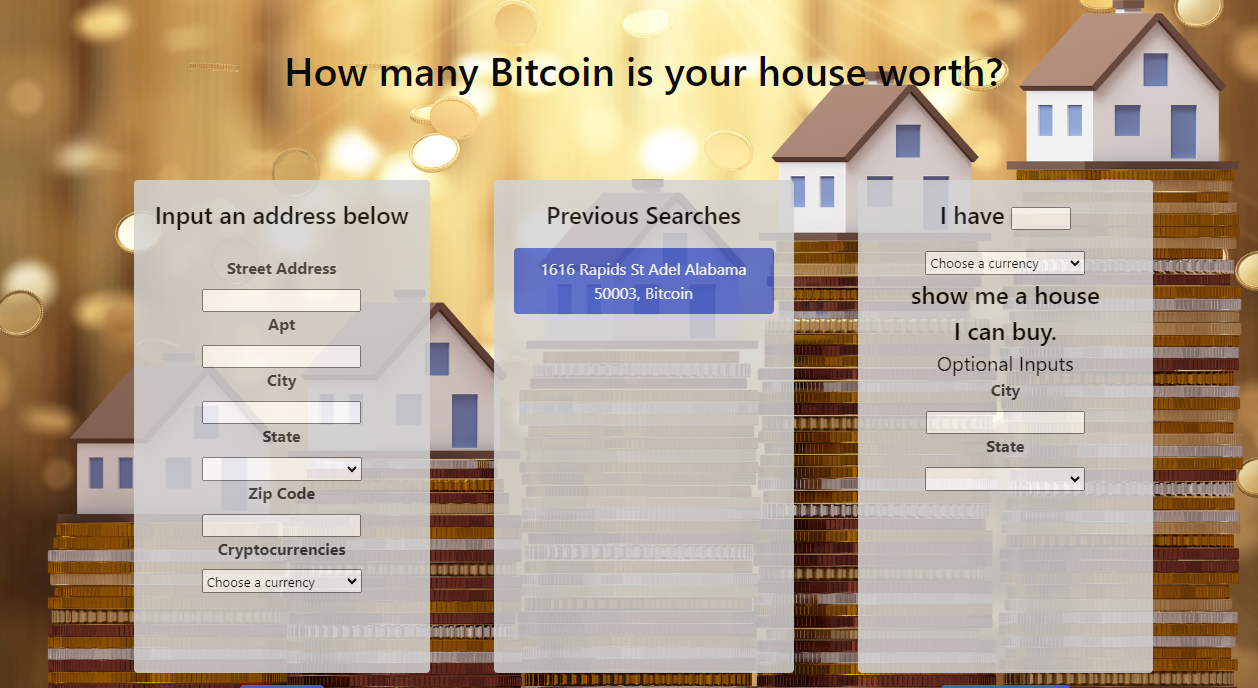 How many Bitcoin is your house worth?
Input an address below
Street Address
Apt
City
State
Zip Code
Cryptocurrencies
Choose a currency
Previous Searches
1616 Rapids St Adel Alabama
50003, Bitcoin
I have
Choose a currency
show me a house
I can buy.
Optional Inputs
City
State